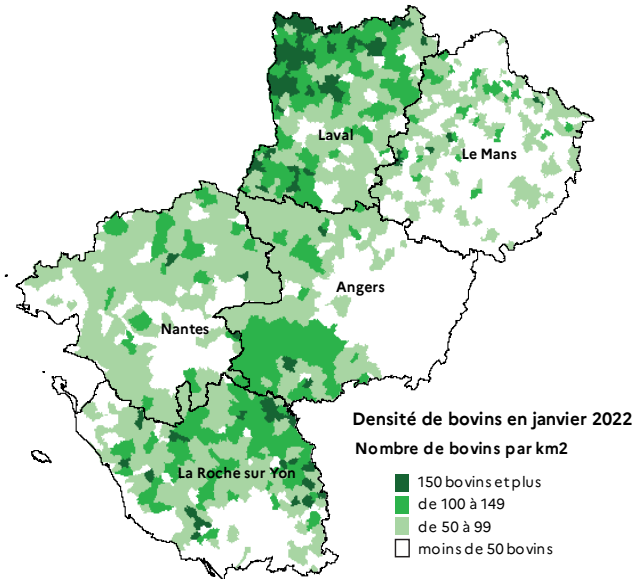 Laval
Le Mans
Angers
Nantes
La Roche sur Yon
Densité de bovins en janvier 2022
Nombre de bovins par km2
150 bovins et plus
de 100 à 149
de 50 à 99
moins de 50 bovins